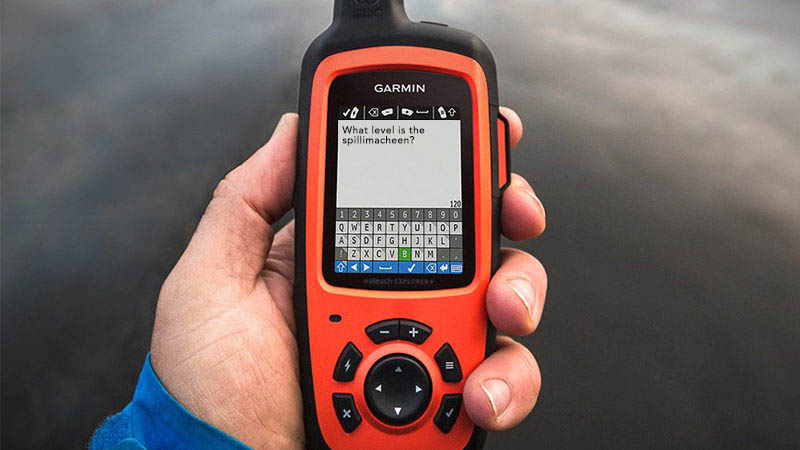 GARMIN
What level is the
spillimacheen?
120
1 2 3 4 5 6 7 8 9 0
Q W E R T Y U I O P
A S D F G H J K L
! Z X C V B N M . ,
inReach EXPLORER+